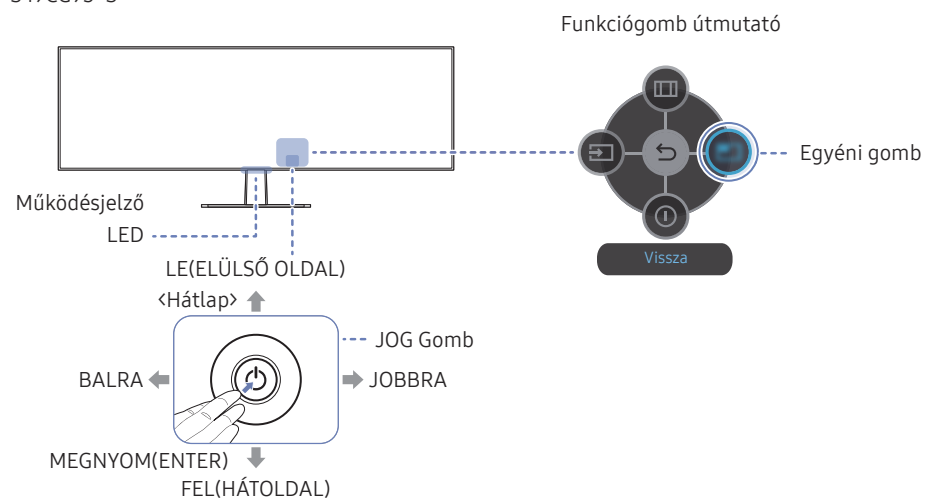 Funkciógomb útmutató
Egyéni gomb
Működésjelző
LED
Vissza
LE(ELÜLSŐ OLDAL)
<Hátlap>
JOG Gomb
BALRA
JOBBRA
MEGNYOM(ENTER)
FEL(HÁTOLDAL)